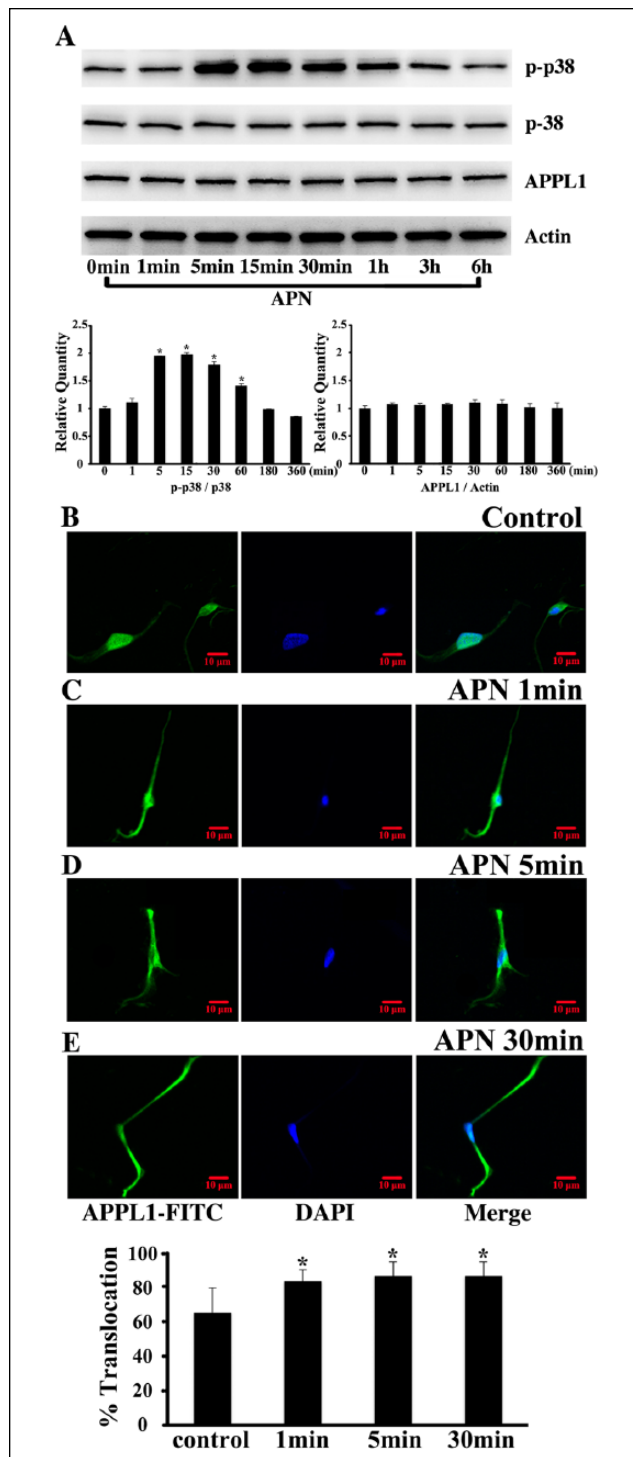 A
p-p38
p-38
APPL1
Actin
0min 1min 5min 15min 30min 1h 3h 6h
APN
Relative Quantity
2.5
2
1.5
1
0.5
0
* * * *
0 1 5 15 30 60 180 360 (min)
p-p38 / p38
Relative Quantity
2.5
2
1.5
1
0.5
0
0 1 5 15 30 60 180 360 (min)
APPL1 / Actin
B Control
10 μm 10 μm 10 μm
C APN 1min
10 μm 10 μm 10 μm
D APN 5min
10 μm 10 μm 10 μm
E APN 30min
10 μm 10 μm 10 μm
APPL1-FITC DAPI Merge
% Translocation
100
80
60
40
20
0
* * *
control 1min 5min 30min